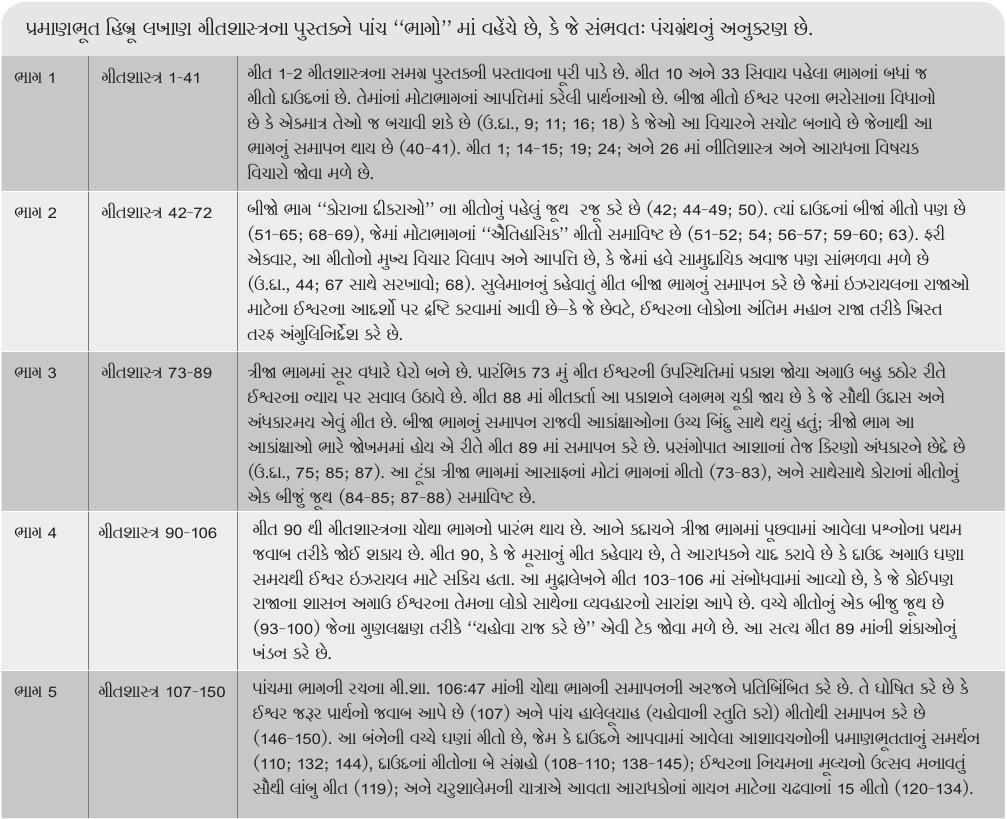 પ્રમાણભૂત હિબ્રૂ લખાણ ગીતશાસ્ત્રના પુસ્તકને પાંચ “ભાગો” માં વહેંચે છે, કે જે સંભવતઃ પંચગ્રંથનું અનુકરણ છે.
ભાગ 1
ગીતશાસ્ત્ર 1-41
ગીત 1-2 ગીતશાસ્ત્રના સમગ્ર પુસ્તકની પ્રસ્તાવના પૂરી પાડે છે. ગીત 10 અને 33 સિવાય પહેલા ભાગનાં બધાં જ
ગીતો દાઉદનાં છે. તેમાંનાં મોટાભાગનાં આપત્તિમાં કરેલી પ્રાર્થનાઓ છે. બીજા ગીતો ઈશ્વર પરના ભરોસાના વિધાનો
છે કે એકમાત્ર તેઓ જ બચાવી શકે છે (ઉ.દા., 9; 11; 16; 18) કે જેઓ આ વિચારને સચોટ બનાવે છે જેનાથી આ
ભાગનું સમાપન થાય છે (40-41). ગીત 1; 14-15; 19; 24; અને 26 માં નીતિશાસ્ત્ર અને આરાધના વિષયક
વિચારો જોવા મળે છે.
ભાગ 2
ગીતશાસ્ત્ર 42-72
બીજો ભાગ “કોરાના દીકરાઓ” ના ગીતોનું પહેલું જૂથ રજૂ કરે છે (42; 44-49; 50). ત્યાં દાઉદનાં બીજાં ગીતો પણ છે
(51-65; 68-69), જેમાં મોટાભાગનાં “ઐતિહાસિક” ગીતો સમાવિષ્ટ છે (51-52; 54; 56-57; 59-60; 63). ફરી
એકવાર, આ ગીતોનો મુખ્ય વિચાર વિલાપ અને આપત્તિ છે, કે જેમાં હવે સામુદાયિક અવાજ પણ સાંભળવા મળે છે
(ઉ.દા., 44; 67 સાથે સરખાવો; 68). સુલેમાનનું કહેવાતું ગીત બીજા ભાગનું સમાપન કરે છે જેમાં ઇઝરાયલના રાજાઓ
માટેના ઈશ્વરના આદર્શો પર દ્રષ્ટિ કરવામાં આવી છે–કે જે છેવટે, ઈશ્વરના લોકોના અંતિમ મહાન રાજા તરીકે ખ્રિસ્ત
તરફ અંગુલિનિર્દેશ કરે છે.
ભાગ 3
ગીતશાસ્ત્ર 73-89
ત્રીજા ભાગમાં સૂર વધારે ઘેરો બને છે. પ્રારંભિક 73 મું ગીત ઈશ્વરની ઉપસ્થિતિમાં પ્રકાશ જોયા અગાઉ બહુ કઠોર રીતે
ઈશ્વરના ન્યાય પર સવાલ ઉઠાવે છે. ગીત 88 માં ગીતકર્તા આ પ્રકાશને લગભગ ચૂકી જાય છે કે જે સૌથી ઉદાસ અને
અંધકારમય એવું ગીત છે. બીજા ભાગનું સમાપન રાજવી આકાંક્ષાઓના ઉચ્ચ બિંદુ સાથે થયું હતું; ત્રીજો ભાગ આ
આકાંક્ષાઓ ભારે જોખમમાં હોય એ રીતે ગીત 89 માં સમાપન કરે છે. પ્રસંગોપાત આશાનાં તેજ કિરણો અંધકારને છેદે છે
(ઉ.દા., 75; 85; 87). આ ટૂંકા ત્રીજા ભાગમાં આસાફનાં મોટાં ભાગનાં ગીતો (73-83), અને સાથેસાથે કોરાનાં ગીતોનું
એક બીજું જૂથ (84-85; 87-88) સમાવિષ્ટ છે.
ભાગ 4
ગીતશાસ્ત્ર 90-106
ગીત 90 થી ગીતશાસ્ત્રના ચોથા ભાગનો પ્રારંભ થાય છે. આને કદાચને ત્રીજા ભાગમાં પૂછવામાં આવેલા પ્રશ્નોના પ્રથમ
જવાબ તરીકે જોઈ શકાય છે. ગીત 90, કે જે મૂસાનું ગીત કહેવાય છે, તે આરાધકને યાદ કરાવે છે કે દાઉદ અગાઉ ઘણા
સમયથી ઈશ્વર ઇઝરાયલ માટે સક્રિય હતા. આ મુદ્રાલેખને ગીત 103-106 માં સંબોધવામાં આવ્યો છે, કે જે કોઈપણ
રાજાના શાસન અગાઉ ઈશ્વરના તેમના લોકો સાથેના વ્યવહારનો સારાંશ આપે છે. વચ્ચે ગીતોનું એક બીજુ જૂથ છે
(93-100) જેના ગુણલક્ષણ તરીકે “યહોવા રાજ કરે છે” એવી ટેક જોવા મળે છે. આ સત્ય ગીત 89 માંની શંકાઓનું
ખંડન કરે છે.
ભાગ 5
ગીતશાસ્ત્ર 107-150
પાંચમા ભાગની રચના ગી.શા. 106:47 માંની ચોથા ભાગની સમાપનની અરજને પ્રતિબિંબિત કરે છે. તે ઘોષિત કરે છે કે
ઈશ્વર જરૂર પ્રાર્થનો જવાબ આપે છે (107) અને પાંચ હાલેલૂયાહ (યહોવાની સ્તુતિ કરો) ગીતોથી સમાપન કરે છે
(146-150). આ બંનેની વચ્ચે ઘણાં ગીતો છે, જેમ કે દાઉદને આપવામાં આવેલા આશાવચનોની પ્રમાણભૂતતાનું સમર્થન
(110; 132; 144), દાઉદનાં ગીતોના બે સંગ્રહો (108-110; 138-145); ઈશ્વરના નિયમના મૂલ્યનો ઉત્સવ મનાવતું
સૌથી લાંબુ ગીત (119); અને યરુશાલેમની યાત્રાએ આવતા આરાધકોનાં ગાયન માટેના ચઢવાનાં 15 ગીતો (120-134).